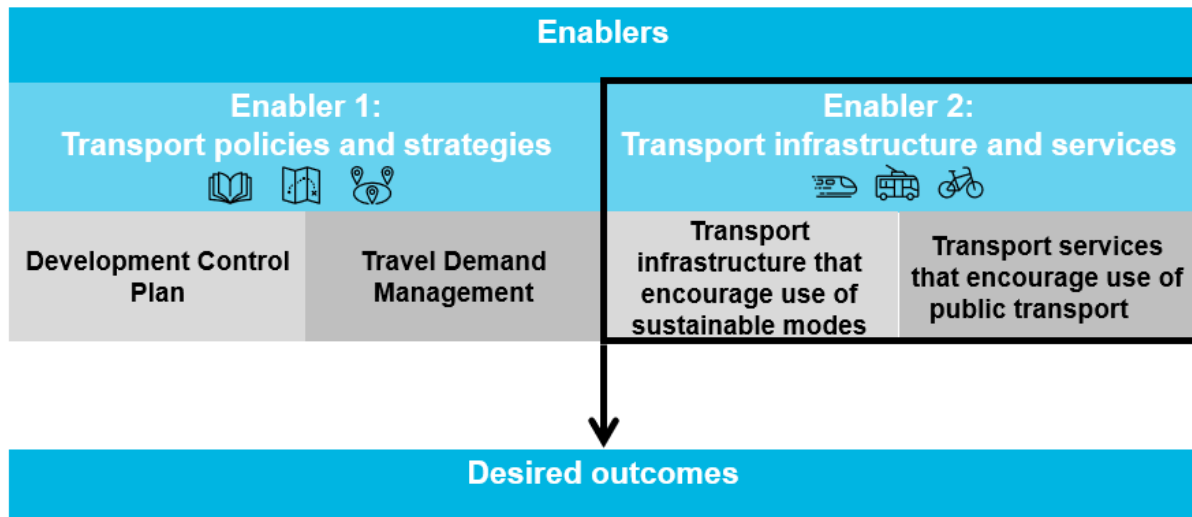 Enablers
Enabler 1:
Transport policies and strategies
Enabler 2:
Transport infrastructure and services
Development Control
Plan
Travel Demand
Management
Transport
infrastructure that
encourage use of
sustainable modes
Transport services
that encourage use of
public transport
Desired outcomes